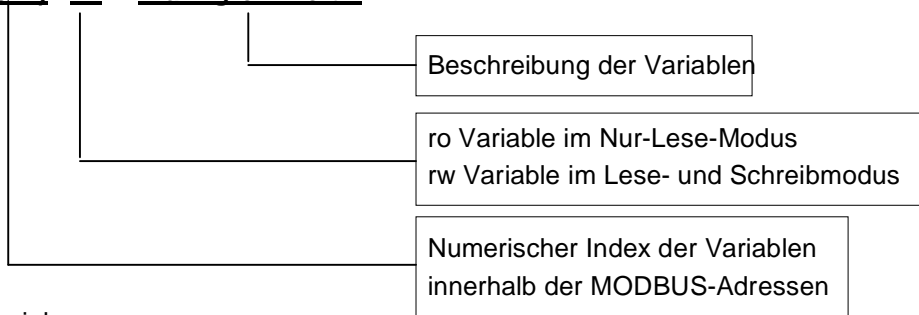 Beschreibung der Variablen
ro Variable im Nur-Lese-Modus
rw Variable im Lese- und Schreibmodus
Numerischer Index der Variablen
innerhalb der MODBUS-Adressen